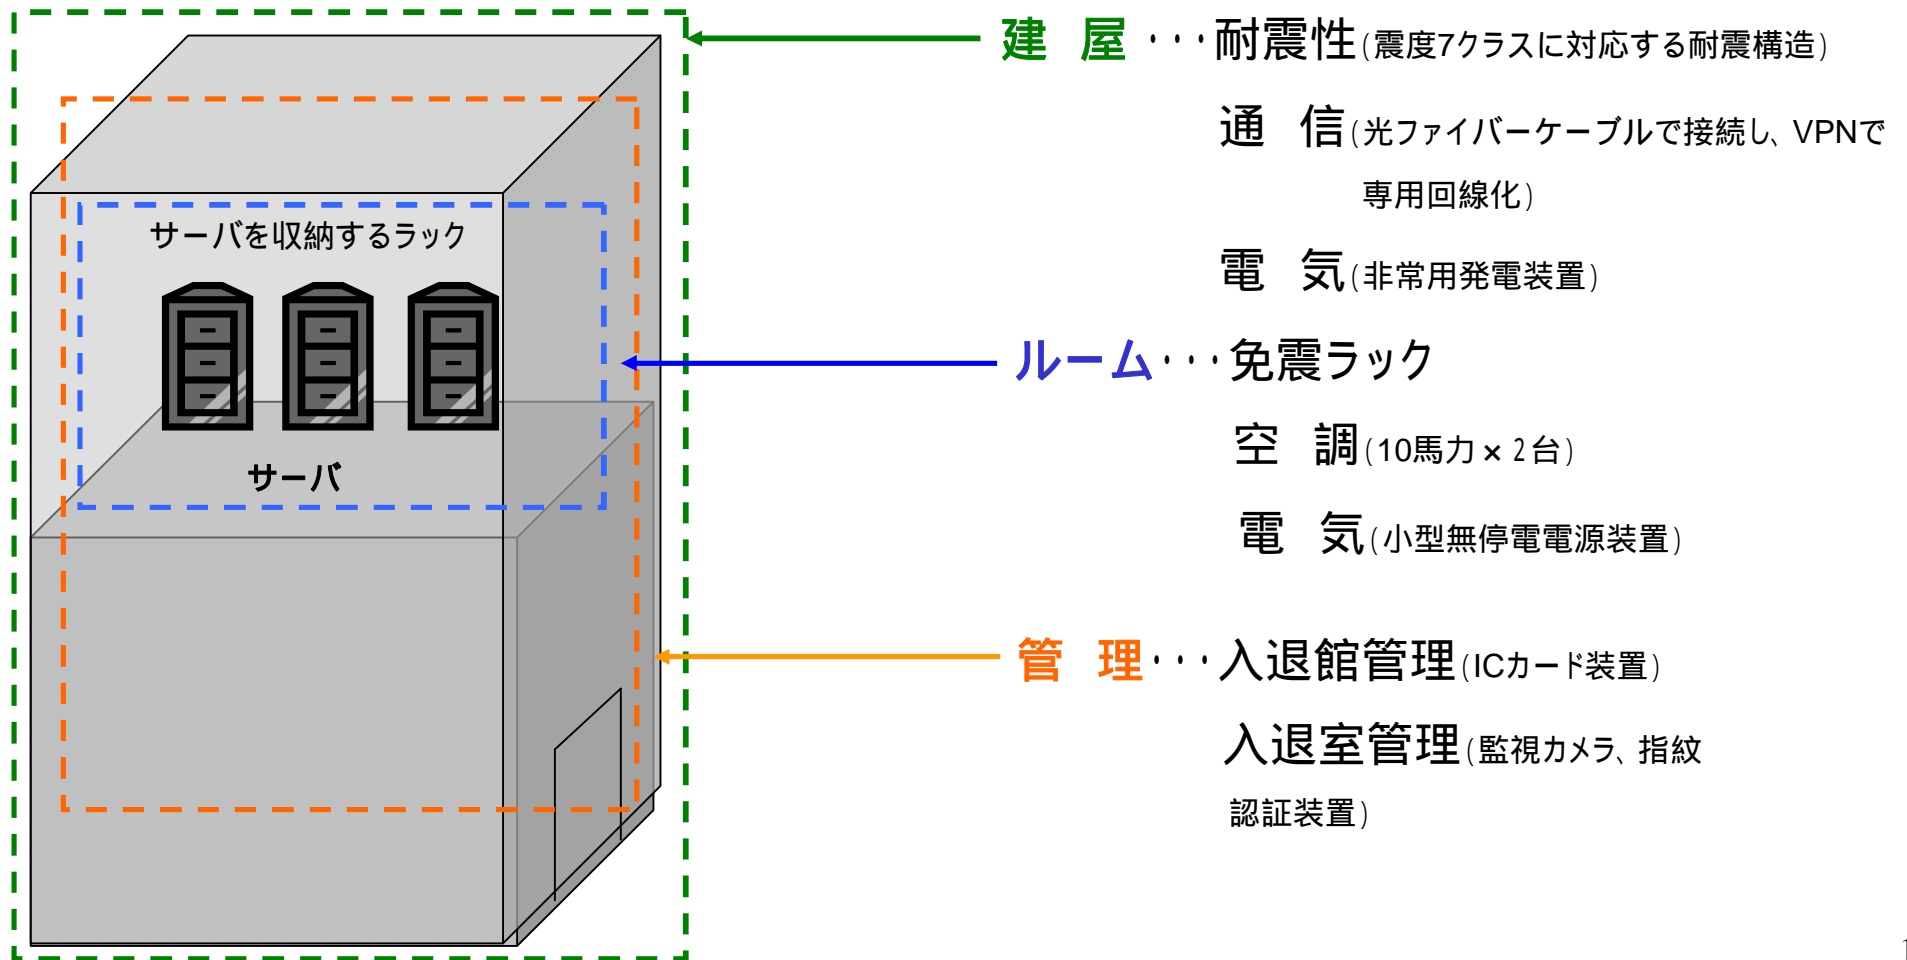 建　屋・・・耐震性(震度7クラスに対応する耐震構造)
通　信(光ファイバーケーブルで接続し、VPNで
専用回線化)
電　気(非常用発電装置)
サーバを収納するラック
サーバ
ルーム・・・免震ラック
空　調(10馬力×2台)
電　気(小型無停電電源装置)
管　理・・・入退館管理(ICカード装置)
入退室管理(監視カメラ、指紋
認証装置)